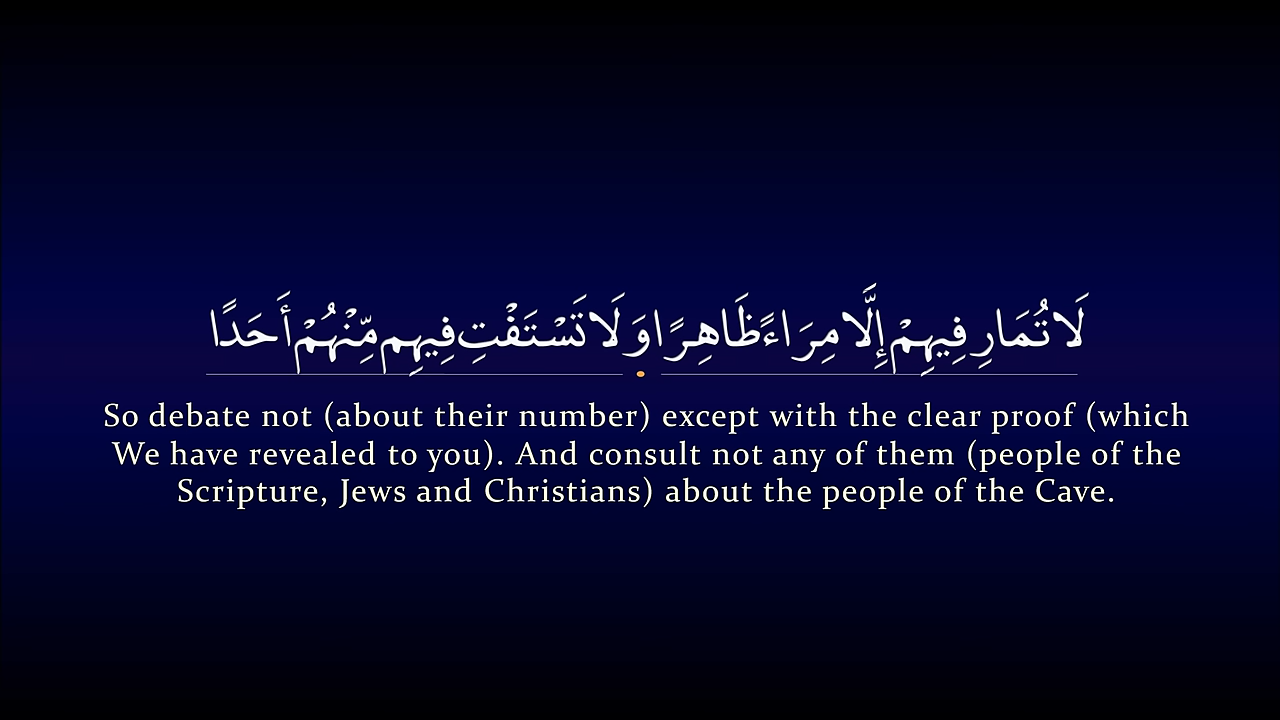 لَا تُمَارِ فِيهِمْ إِلَّا مِرَاءً ظَاهِرًا وَ لَا تَسْتَفْتِ فِيهِم مِّنْهُمْ أَحَدًا
So debate not (about their number) except with the clear proof (which
We have revealed to you). And consult not any of them (people of the
Scripture, Jews and Christians) about the people of the Cave.